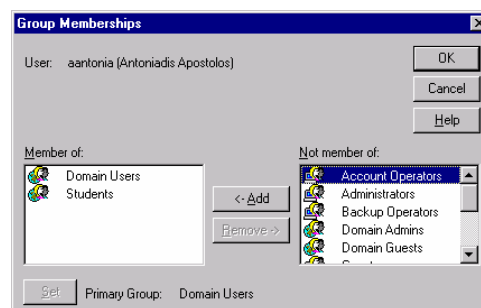 Group Memberships
User: aantonia (Antoniadis Apostolos)
OK
Cancel
Help
Member of:
Domain Users
Students
<- Add
Remove ->
Not member of:
Account Operators
Administrators
Backup Operators
Domain Admins
Domain Guests
Set
Primary Group: Domain Users